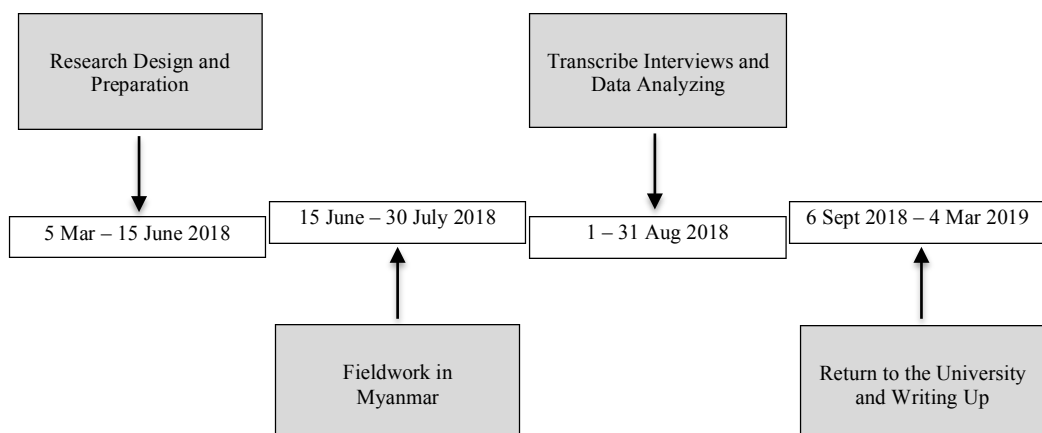 Research Design and
Preparation
Transcribe Interviews and
Data Analyzing
5 Mar – 15 June 2018
15 June – 30 July 2018
1 – 31 Aug 2018
6 Sept 2018 – 4 Mar 2019
Fieldwork in
Myanmar
Return to the University
and Writing Up